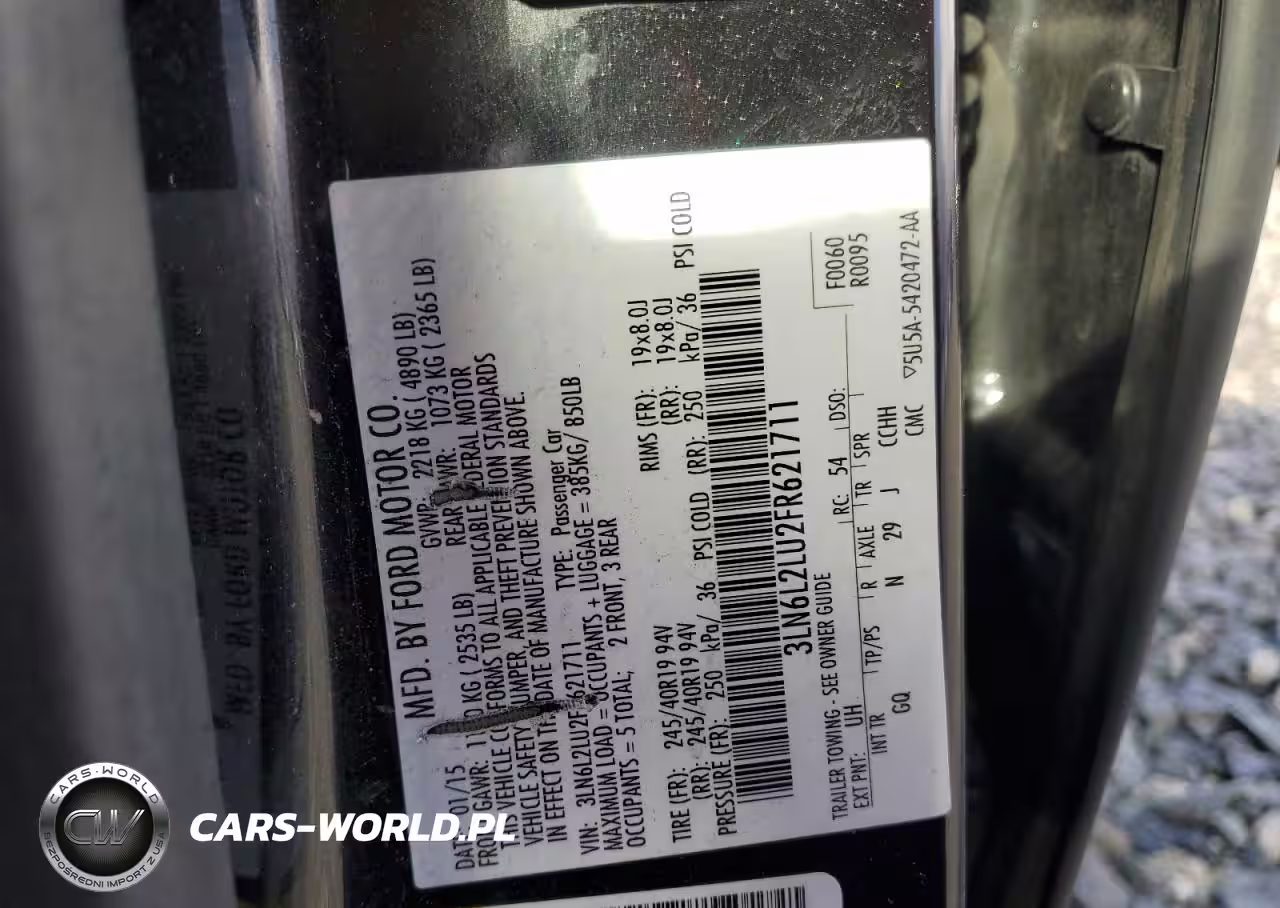 MFD. BY FORD MOTOR CO.
01/15 GVWR: 2218 KG ( 4890 LB)
FRONT GAWR: KG ( 2535 LB) REAR 1073 KG ( 2365 LB)
VEHICLE TO ALL APPLICABLE FEDERAL MOTOR
VEHICLE SAFETY, BUMPER, AND THEFT PREVENTION STANDARDS
IN EFFECT ON THE DATE OF MANUFACTURE SHOWN ABOVE.
VIN: 3LN6L2LU2FR621711 TYPE: Passenger Car
MAXIMUM LOAD = OCCUPANTS + LUGGAGE = 385KG/ 850LB
OCCUPANTS = 5 TOTAL; 2 FRONT, 3 REAR
TIRE (FR): 245/40R19 94V RIMS (FR): 19x8.0J
(RR): 245/40R19 94V (RR): 19x8.0J
PRESSURE (FR): 250 kPa/ 36 PSI COLD (RR): 250 kPa/ 36 PSI COLD
3LN6L2LU2FR621711
F0060
R0095
TRAILER TOWING - SEE OWNER GUIDE
EXT PNT: UH RC: 54 DSO:
INT TR TP/PS R AXLE TR SPR
GQ N 29 J CCHH
CMC ▽5U5A-5420472-AA
CARS-WORLD
CW
BEZPOŚREDNI IMPORT Z USA
CARS-WORLD.PL